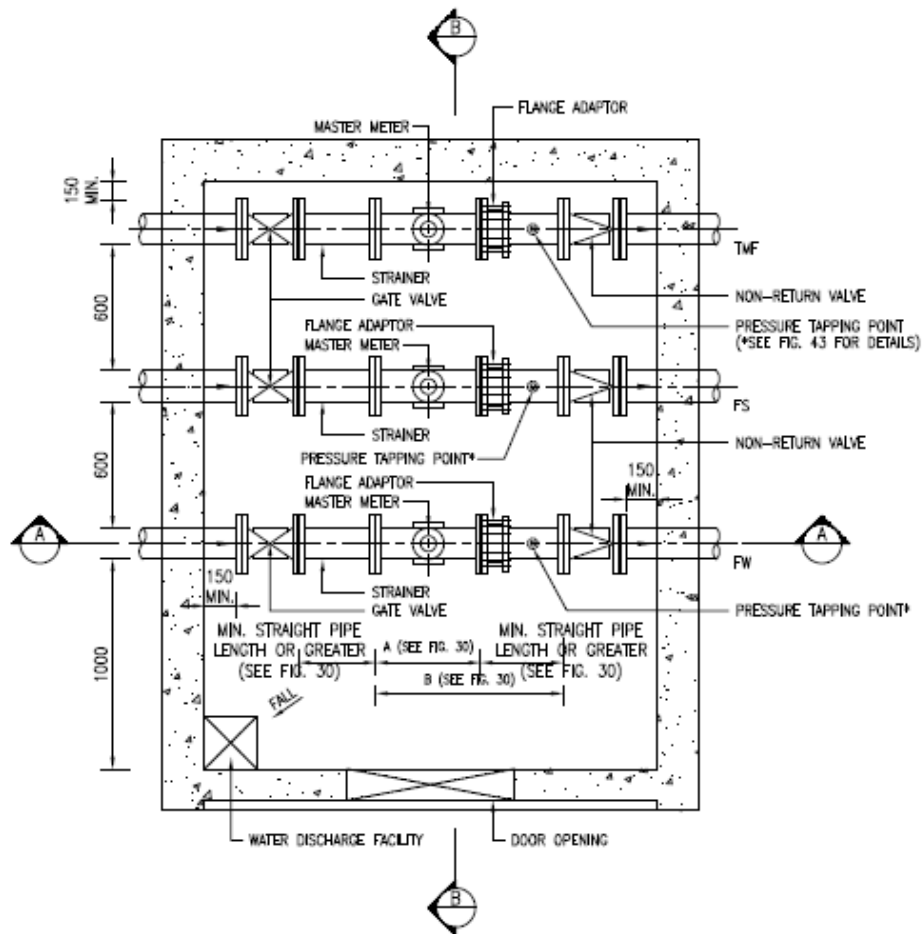 B
FLANGE ADAPTOR
MASTER METER
150
MIN.
TMF
STRAINER
GATE VALVE
NON-RETURN VALVE
600
FLANGE ADAPTOR
MASTER METER
PRESSURE TAPPING POINT
(*SEE FIG. 43 FOR DETAILS)
FS
STRAINER
PRESSURE TAPPING POINT*
NON-RETURN VALVE
600
FLANGE ADAPTOR
MASTER METER
150
MIN.
A
A
FW
150
MIN.
STRAINER
GATE VALVE
PRESSURE TAPPING POINT*
1000
MIN. STRAIGHT PIPE
LENGTH OR GREATER
(SEE FIG. 30)
A (SEE FIG. 30)
MIN. STRAIGHT PIPE
LENGTH OR GREATER
(SEE FIG. 30)
B (SEE FIG. 30)
FALL
WATER DISCHARGE FACILITY
DOOR OPENING
B